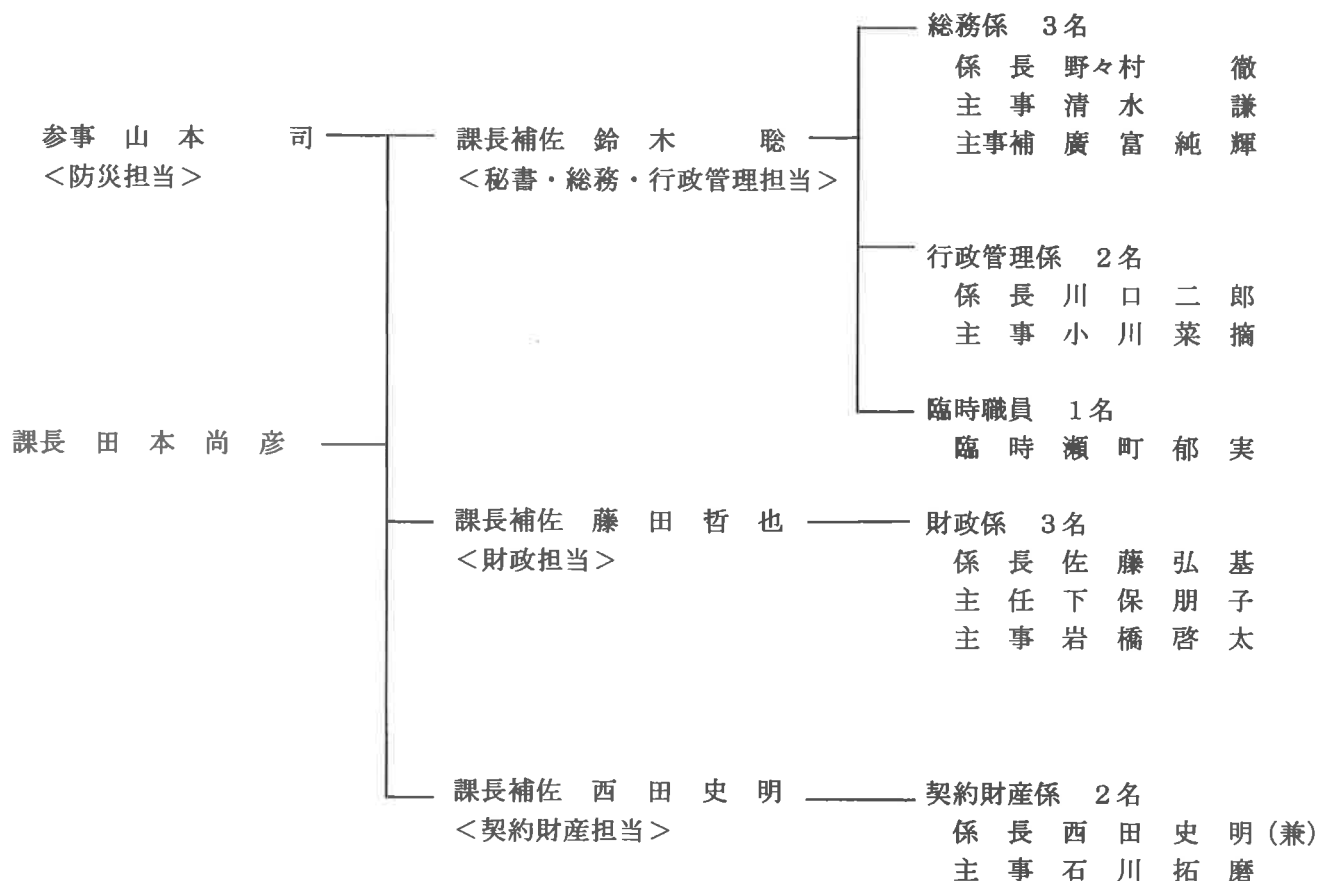 参事 山本 司
<防災担当>
課長 田本尚彦
課長補佐 鈴木 聡
<秘書・総務・行政管理担当>
総務係 3名
係長 野々村 徹
主事 清水 謙
主事補 廣富純輝
行政管理係 2名
係長 川口二郎
主事 小川菜摘
臨時職員 1名
臨時 瀬町郁実
課長補佐 藤田哲也
<財政担当>
財政係 3名
係長 佐藤弘基
主任 下保朋子
主事 岩橋啓太
課長補佐 西田史明
<契約財産担当>
契約財産係 2名
係長 西田史明(兼)
主事 石川拓磨